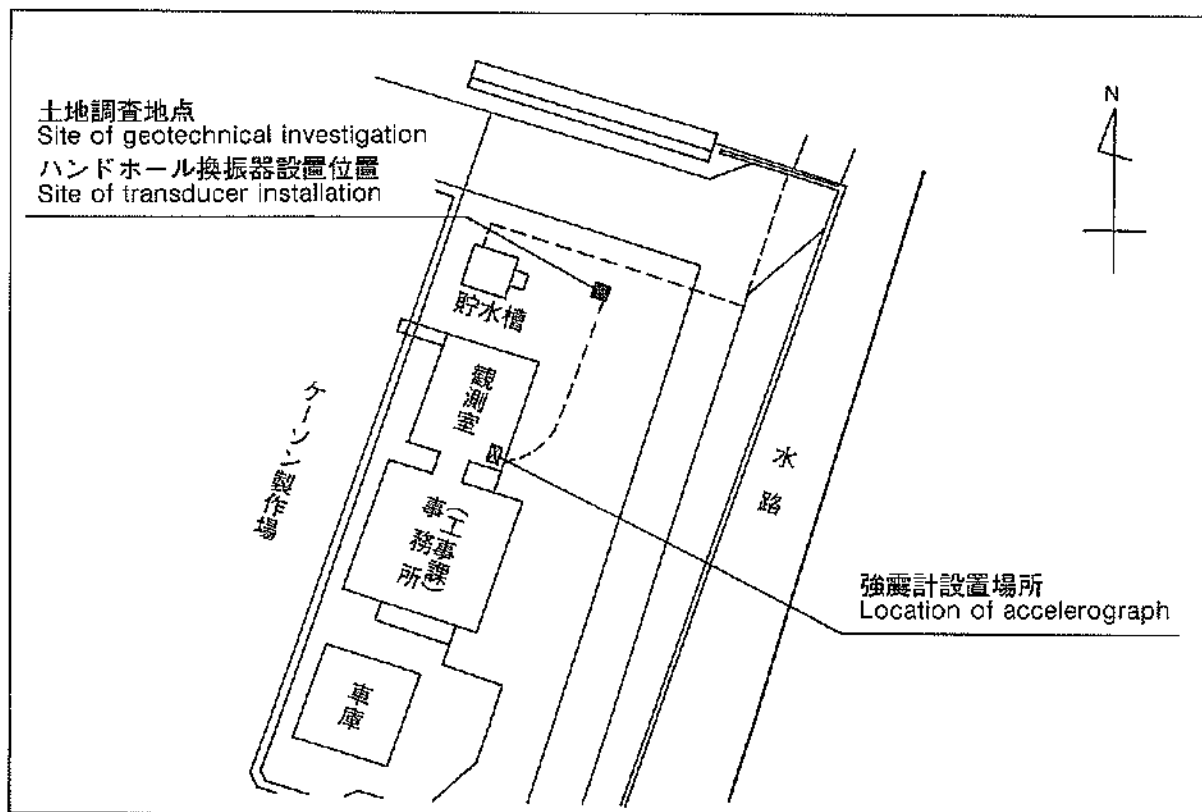 土地調査地点
Site of geotechnical investigation
ハンドホール換振器設置位置
Site of transducer installation
N
貯水槽
観測室
ケーソン製作場
水路
事務所
(工事課)
強震計設置場所
Location of accelerograph
車庫